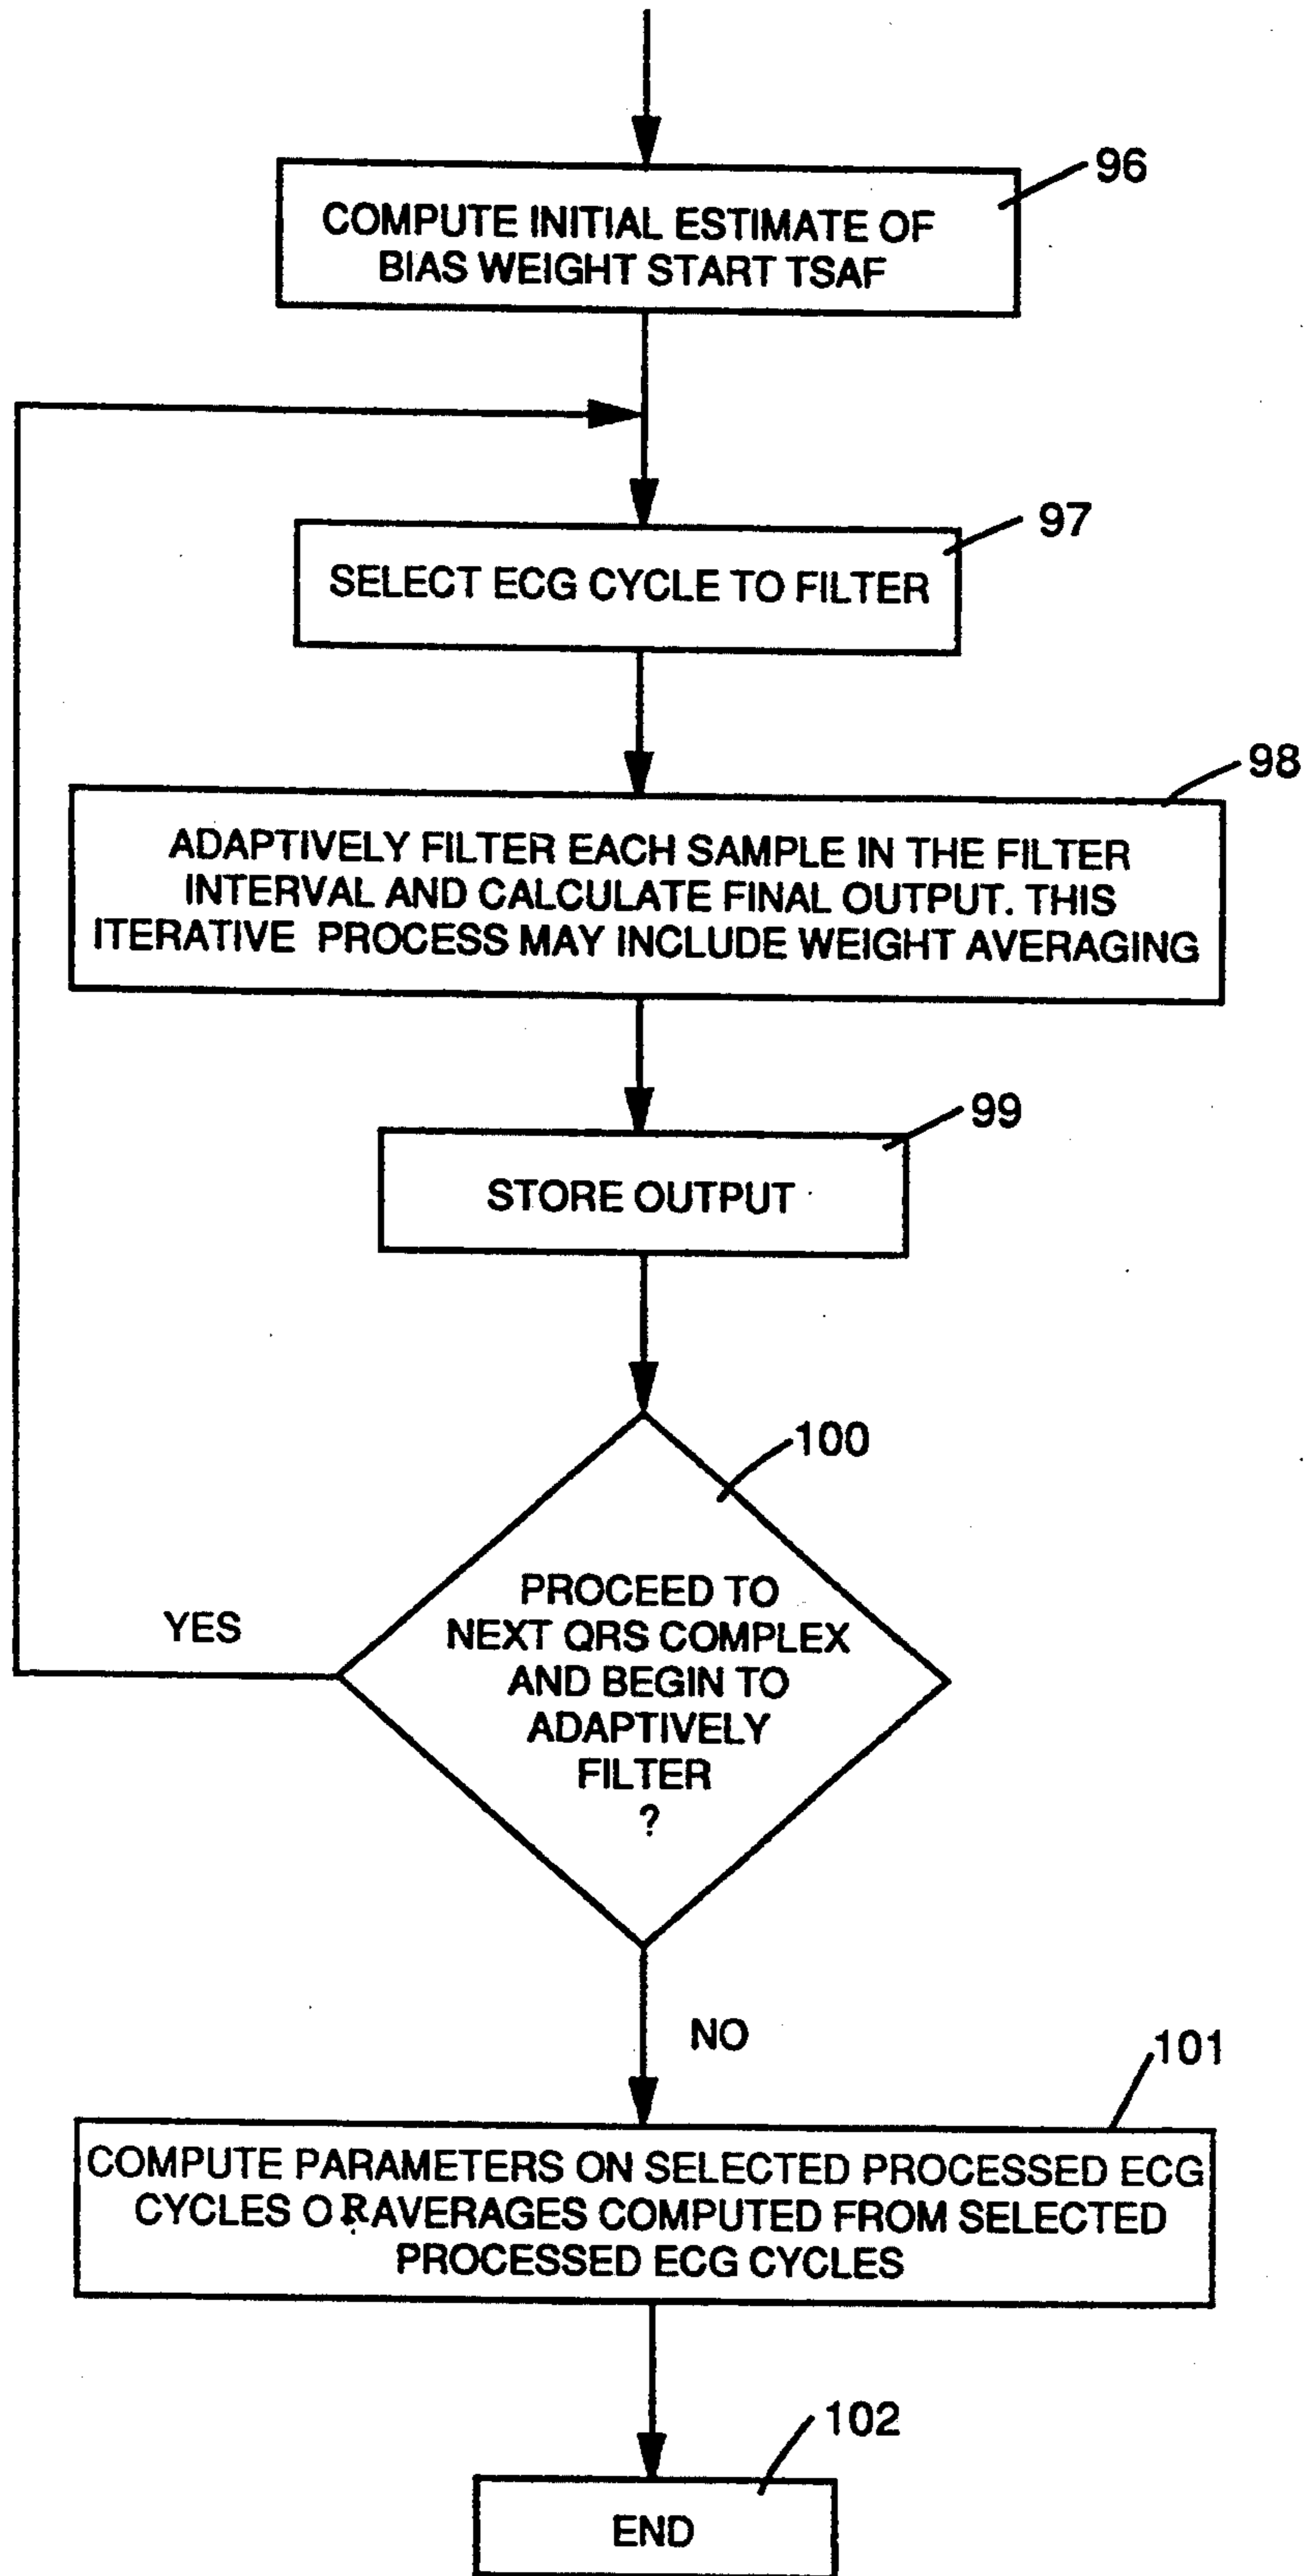 96
COMPUTE INITIAL ESTIMATE OF
BIAS WEIGHT START TSAF
97
SELECT ECG CYCLE TO FILTER
98
ADAPTIVELY FILTER EACH SAMPLE IN THE FILTER
INTERVAL AND CALCULATE FINAL OUTPUT. THIS
ITERATIVE PROCESS MAY INCLUDE WEIGHT AVERAGING
99
STORE OUTPUT
100
PROCEED TO
NEXT QRS COMPLEX
AND BEGIN TO
ADAPTIVELY
FILTER
?
YES
NO
101
COMPUTE PARAMETERS ON SELECTED PROCESSED ECG
CYCLES OR AVERAGES COMPUTED FROM SELECTED
PROCESSED ECG CYCLES
102
END